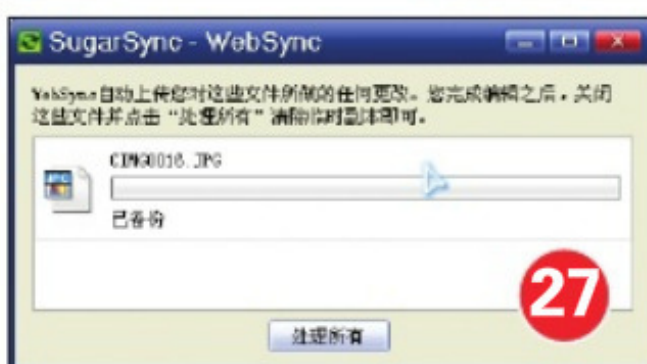 SugarSync - WebSync
WebSync自动上传您对这些文件所做的任何更改。您完成编辑之后，关闭
这些文件并点击“处理所有”清除临时副本即可。
CIMG0016.JPG
已备份
27
处理所有